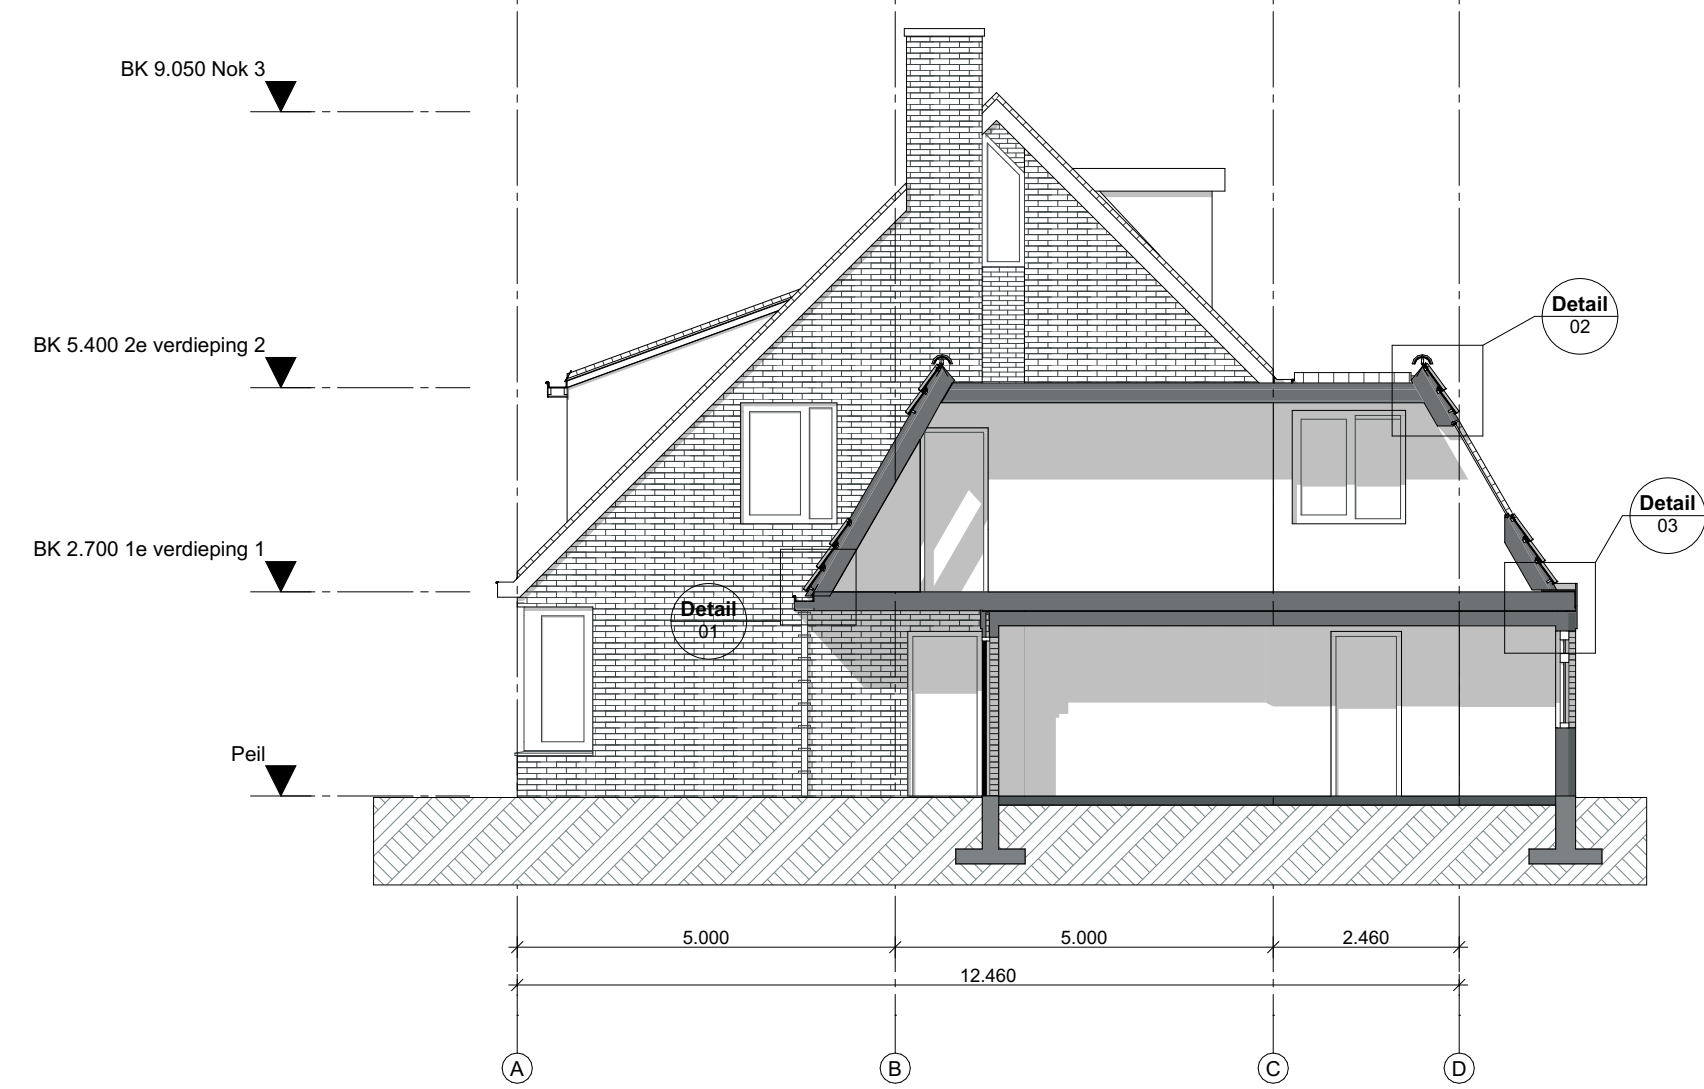 BK 9.050 Nok 3
BK 5.400 2e verdieping 2
Detail
02
BK 2.700 1e verdieping 1
Detail
03
Detail
01
Peil
5.000
5.000
2.460
12.460
A
B
C
D